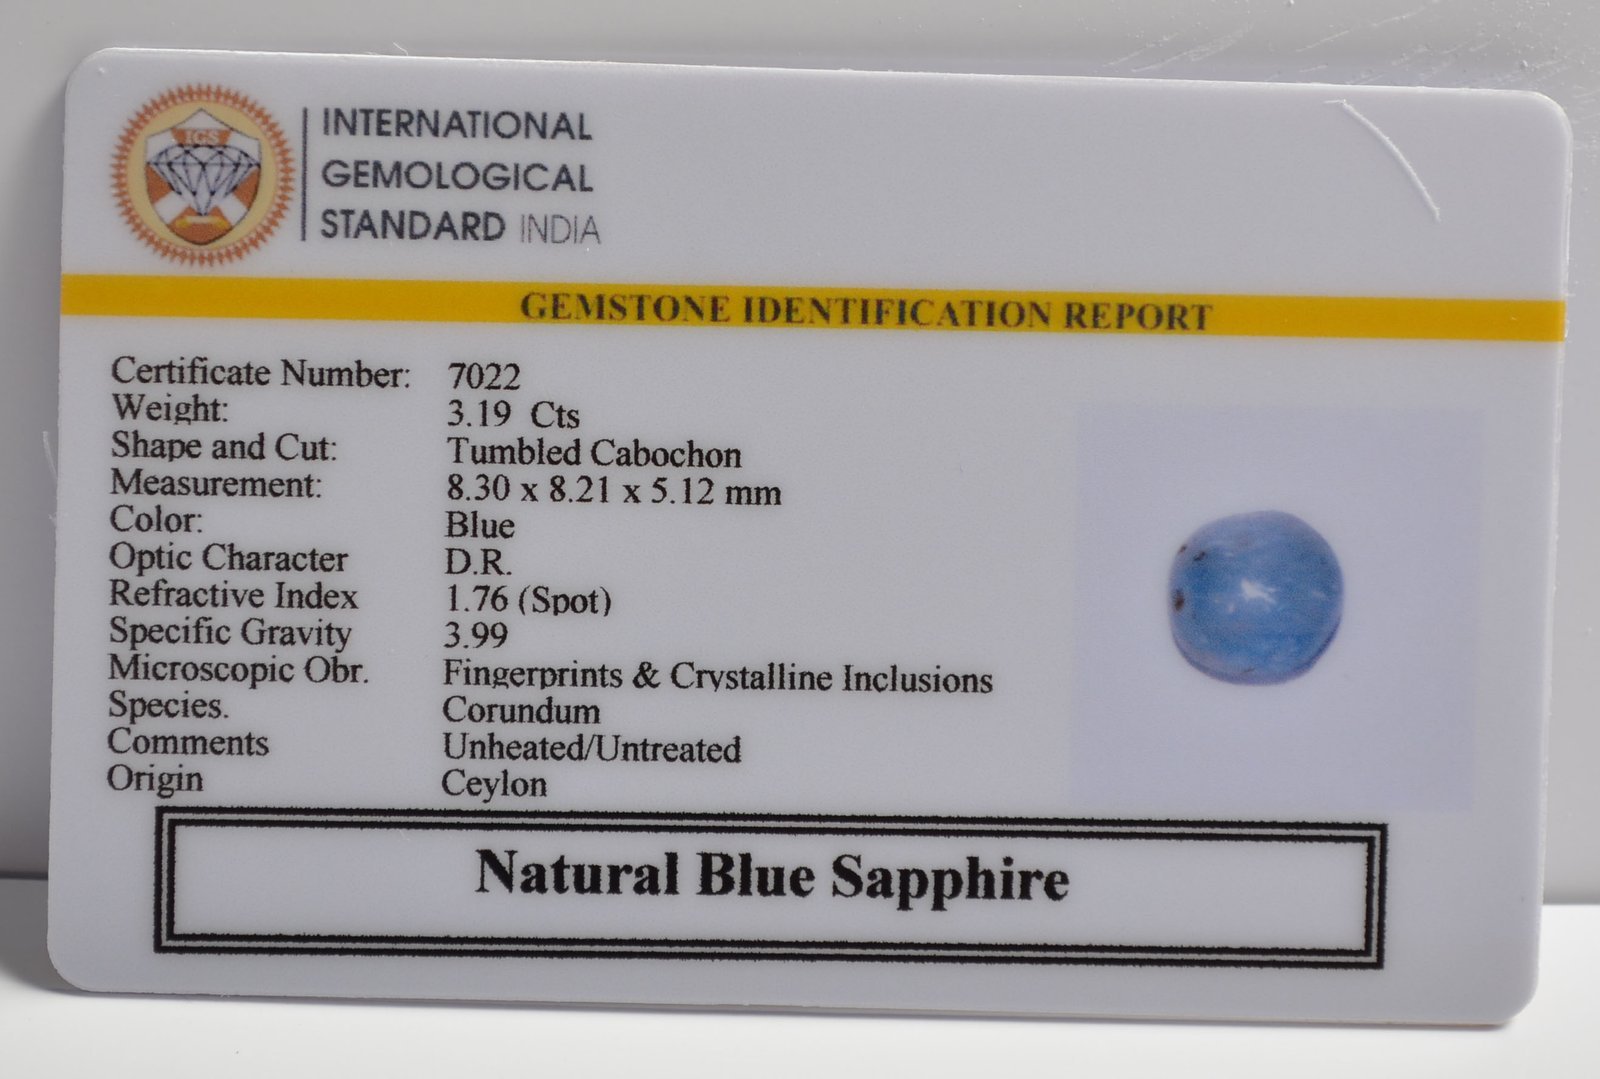 IGS
INTERNATIONAL
GEMOLOGICAL
STANDARD INDIA
GEMSTONE IDENTIFICATION REPORT
Certificate Number: 7022
Weight: 3.19 Cts
Shape and Cut: Tumbled Cabochon
Measurement: 8.30 x 8.21 x 5.12 mm
Color: Blue
Optic Character D.R.
Refractive Index 1.76 (Spot)
Specific Gravity 3.99
Microscopic Obr. Fingerprints & Crystalline Inclusions
Species. Corundum
Comments Unheated/Untreated
Origin Ceylon
Natural Blue Sapphire